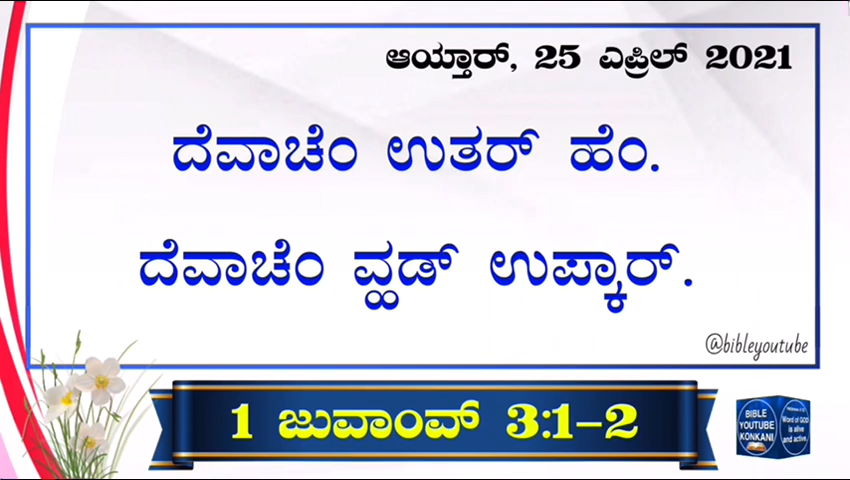 ಆಯ್ತಾರ್, 25 ಎಪ್ರಿಲ್ 2021
ದೆವಾಚೆಂ ಉತರ್ ಹೆಂ.
ದೆವಾಚೆಂ ವ್ಹಡ್ ಉಪ್ಕಾರ್.
@bibleyoutube
1 ಜುವಾಂವ್ 3:1-2
BIBLE
YOUTUBE
KONKANI
Word of GOD
is alive
and active